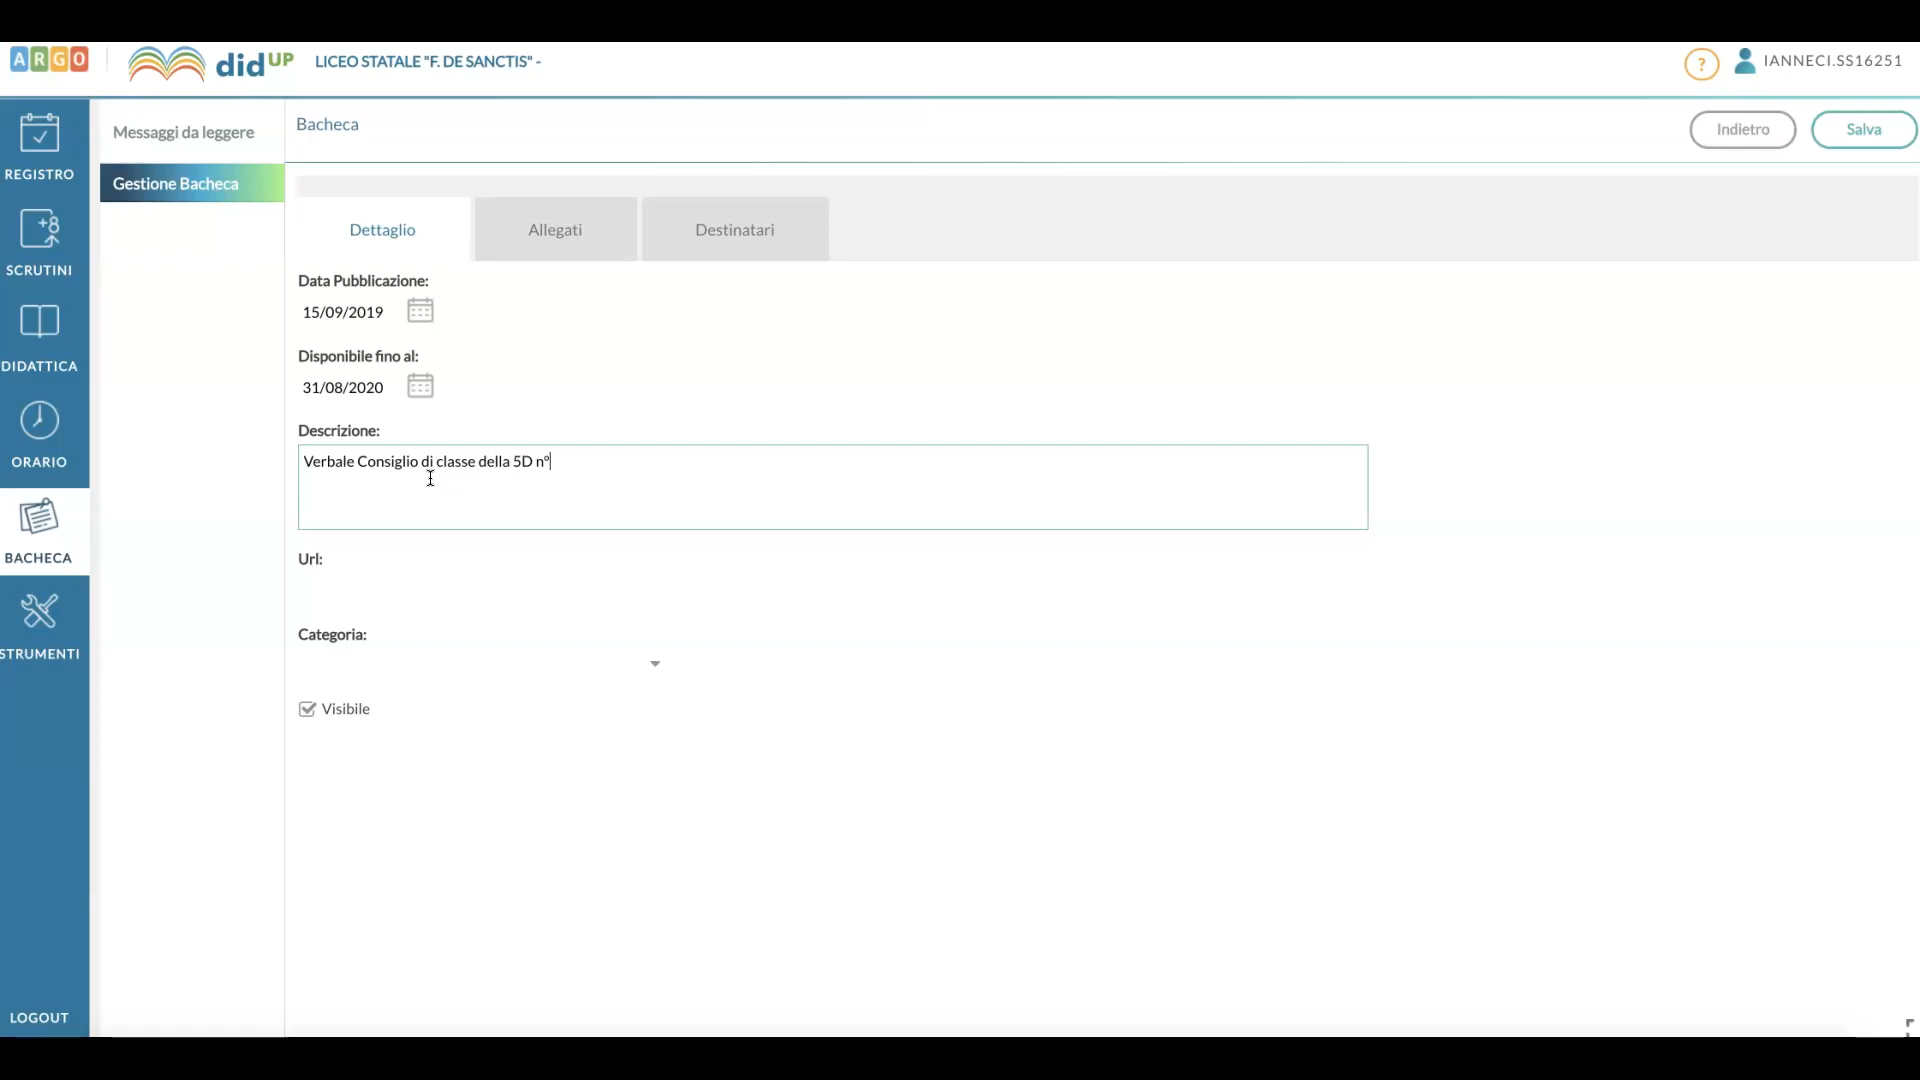 ARGO
didUP
LICEO STATALE "F. DE SANCTIS" -
?
IANNECI.SS16251
REGISTRO
+8
SCRUTINI
DIDATTICA
ORARIO
BACHECA
STRUMENTI
LOGOUT
Messaggi da leggere
Gestione Bacheca
Bacheca
Indietro
Salva
Dettaglio
Allegati
Destinatari
Data Pubblicazione:
15/09/2019
Disponibile fino al:
31/08/2020
Descrizione:
Verbale Consiglio di classe della 5D n°
Url:
Categoria:
Visibile